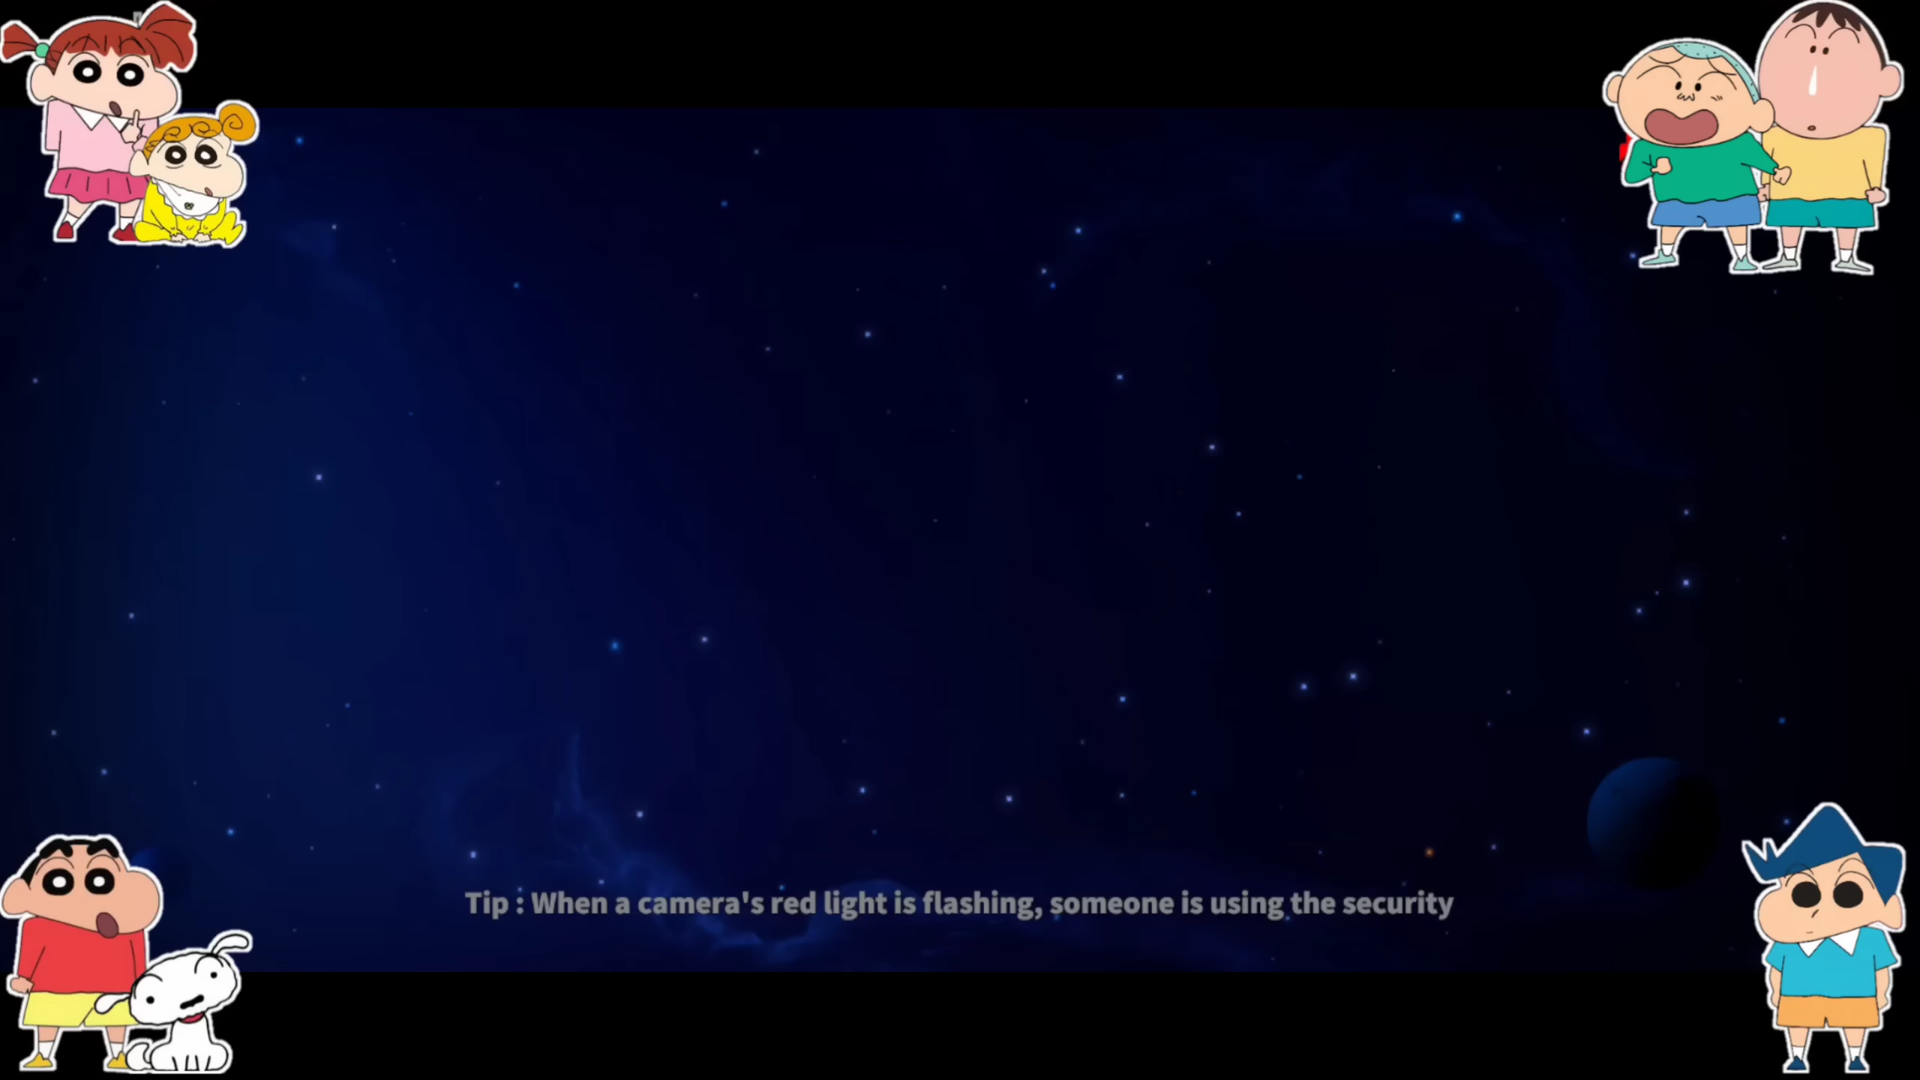 Tip : When a camera's red light is flashing, someone is using the security